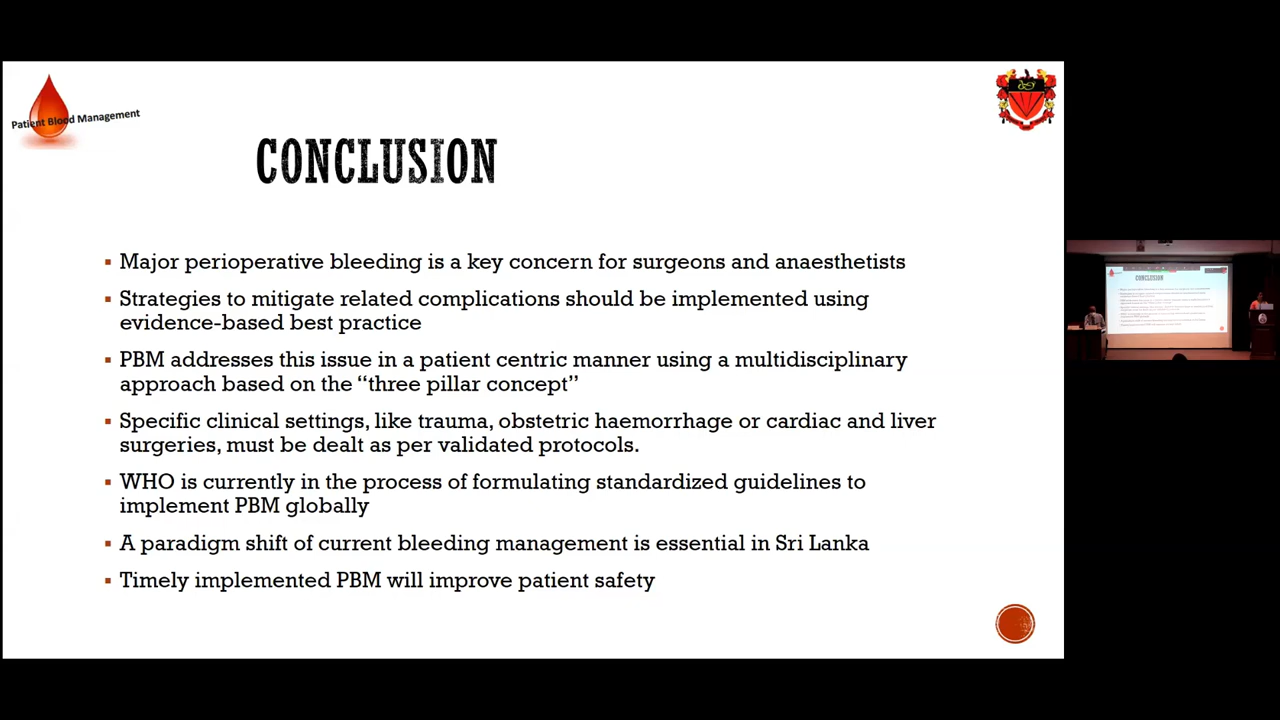 Patient Blood Management
CONCLUSION
▪ Major perioperative bleeding is a key concern for surgeons and anaesthetists
▪ Strategies to mitigate related complications should be implemented using
evidence-based best practice
▪ PBM addresses this issue in a patient centric manner using a multidisciplinary
approach based on the “three pillar concept”
▪ Specific clinical settings, like trauma, obstetric haemorrhage or cardiac and liver
surgeries, must be dealt as per validated protocols.
▪ WHO is currently in the process of formulating standardized guidelines to
implement PBM globally
▪ A paradigm shift of current bleeding management is essential in Sri Lanka
▪ Timely implemented PBM will improve patient safety
CONCLUSION